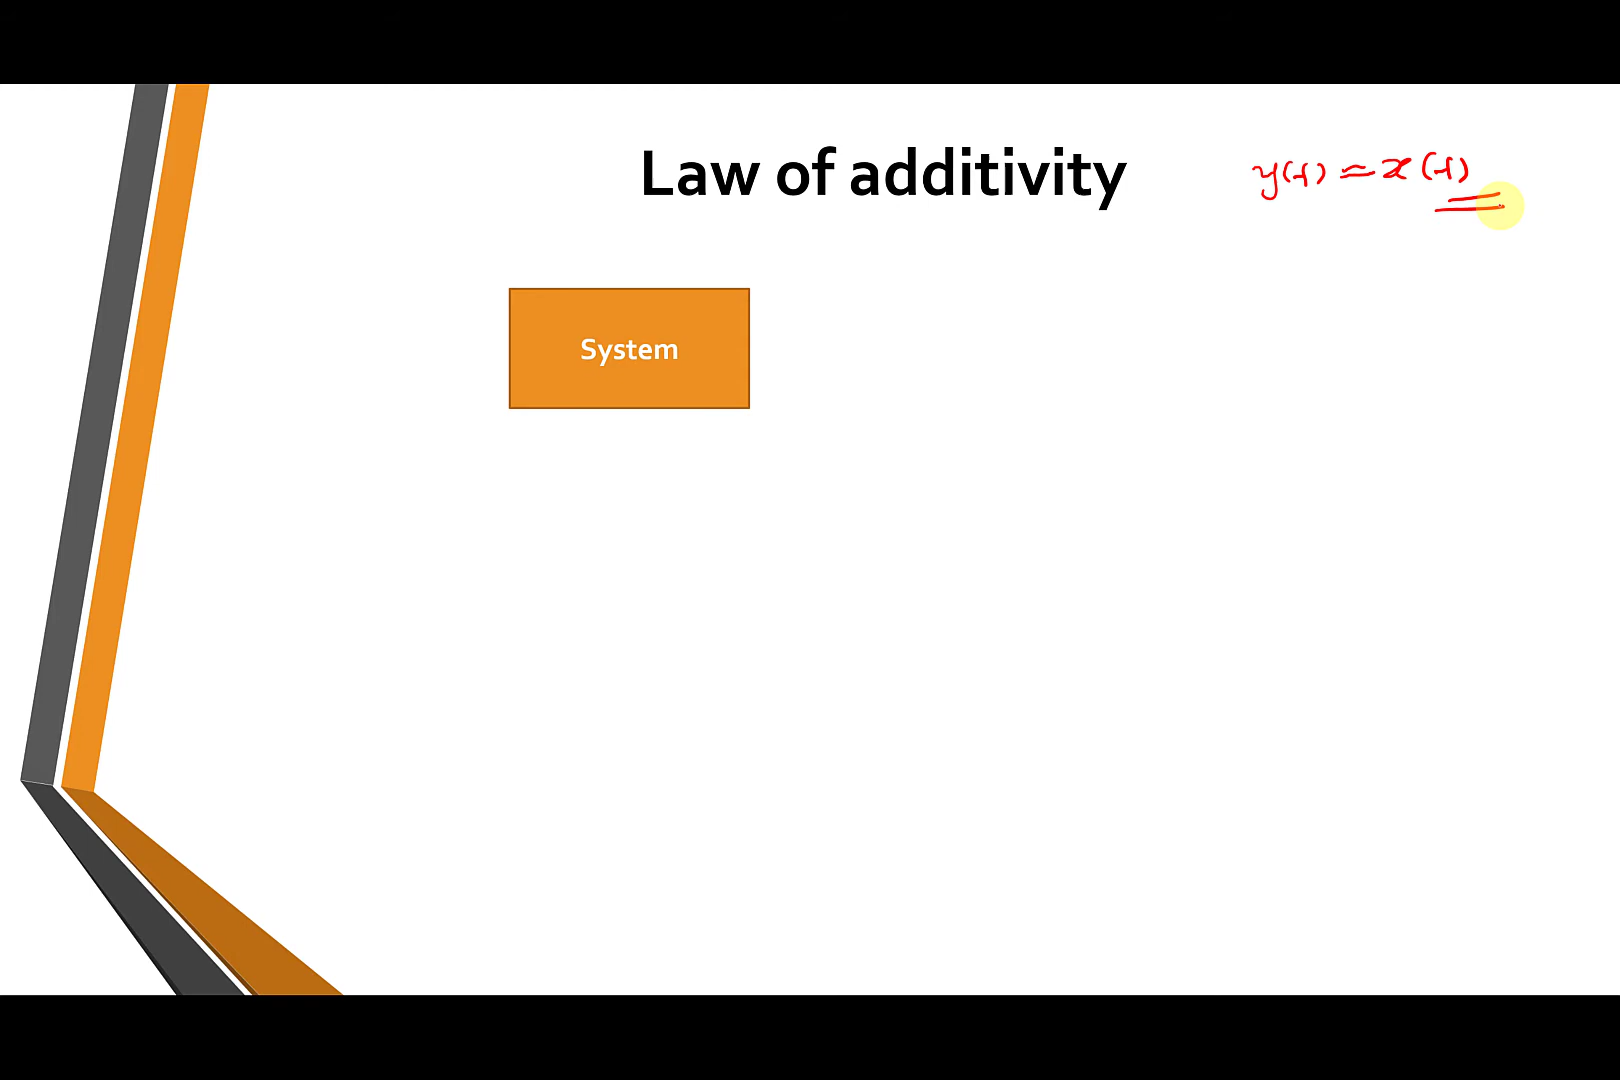 Law of additivity
y(t) = x(t)
System